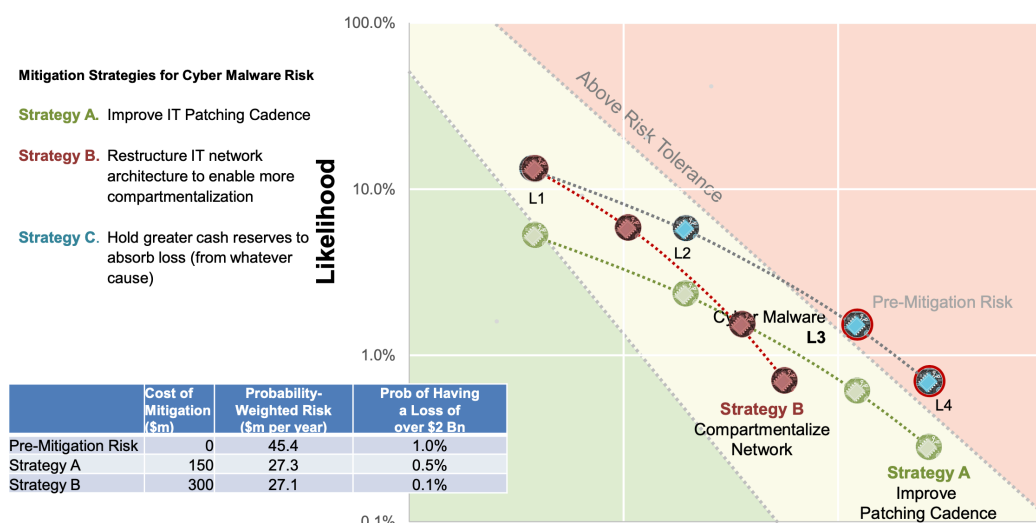 Mitigation Strategies for Cyber Malware Risk
Strategy A. Improve IT Patching Cadence
Strategy B. Restructure IT network
architecture to enable more
compartmentalization
Strategy C. Hold greater cash reserves to
absorb loss (from whatever
cause)
Likelihood
100.0%
10.0%
1.0%
0.1%
Above Risk Tolerance
L1
L2
Pre-Mitigation Risk
Cyber Malware
L3
L4
Strategy B
Compartmentalize
Network
Strategy A
Improve
Patching Cadence
Cost of Mitigation ($m) Probability-Weighted Risk ($m per year) Prob of Having a Loss of over $2 Bn
Pre-Mitigation Risk 0 45.4 1.0%
Strategy A 150 27.3 0.5%
Strategy B 300 27.1 0.1%